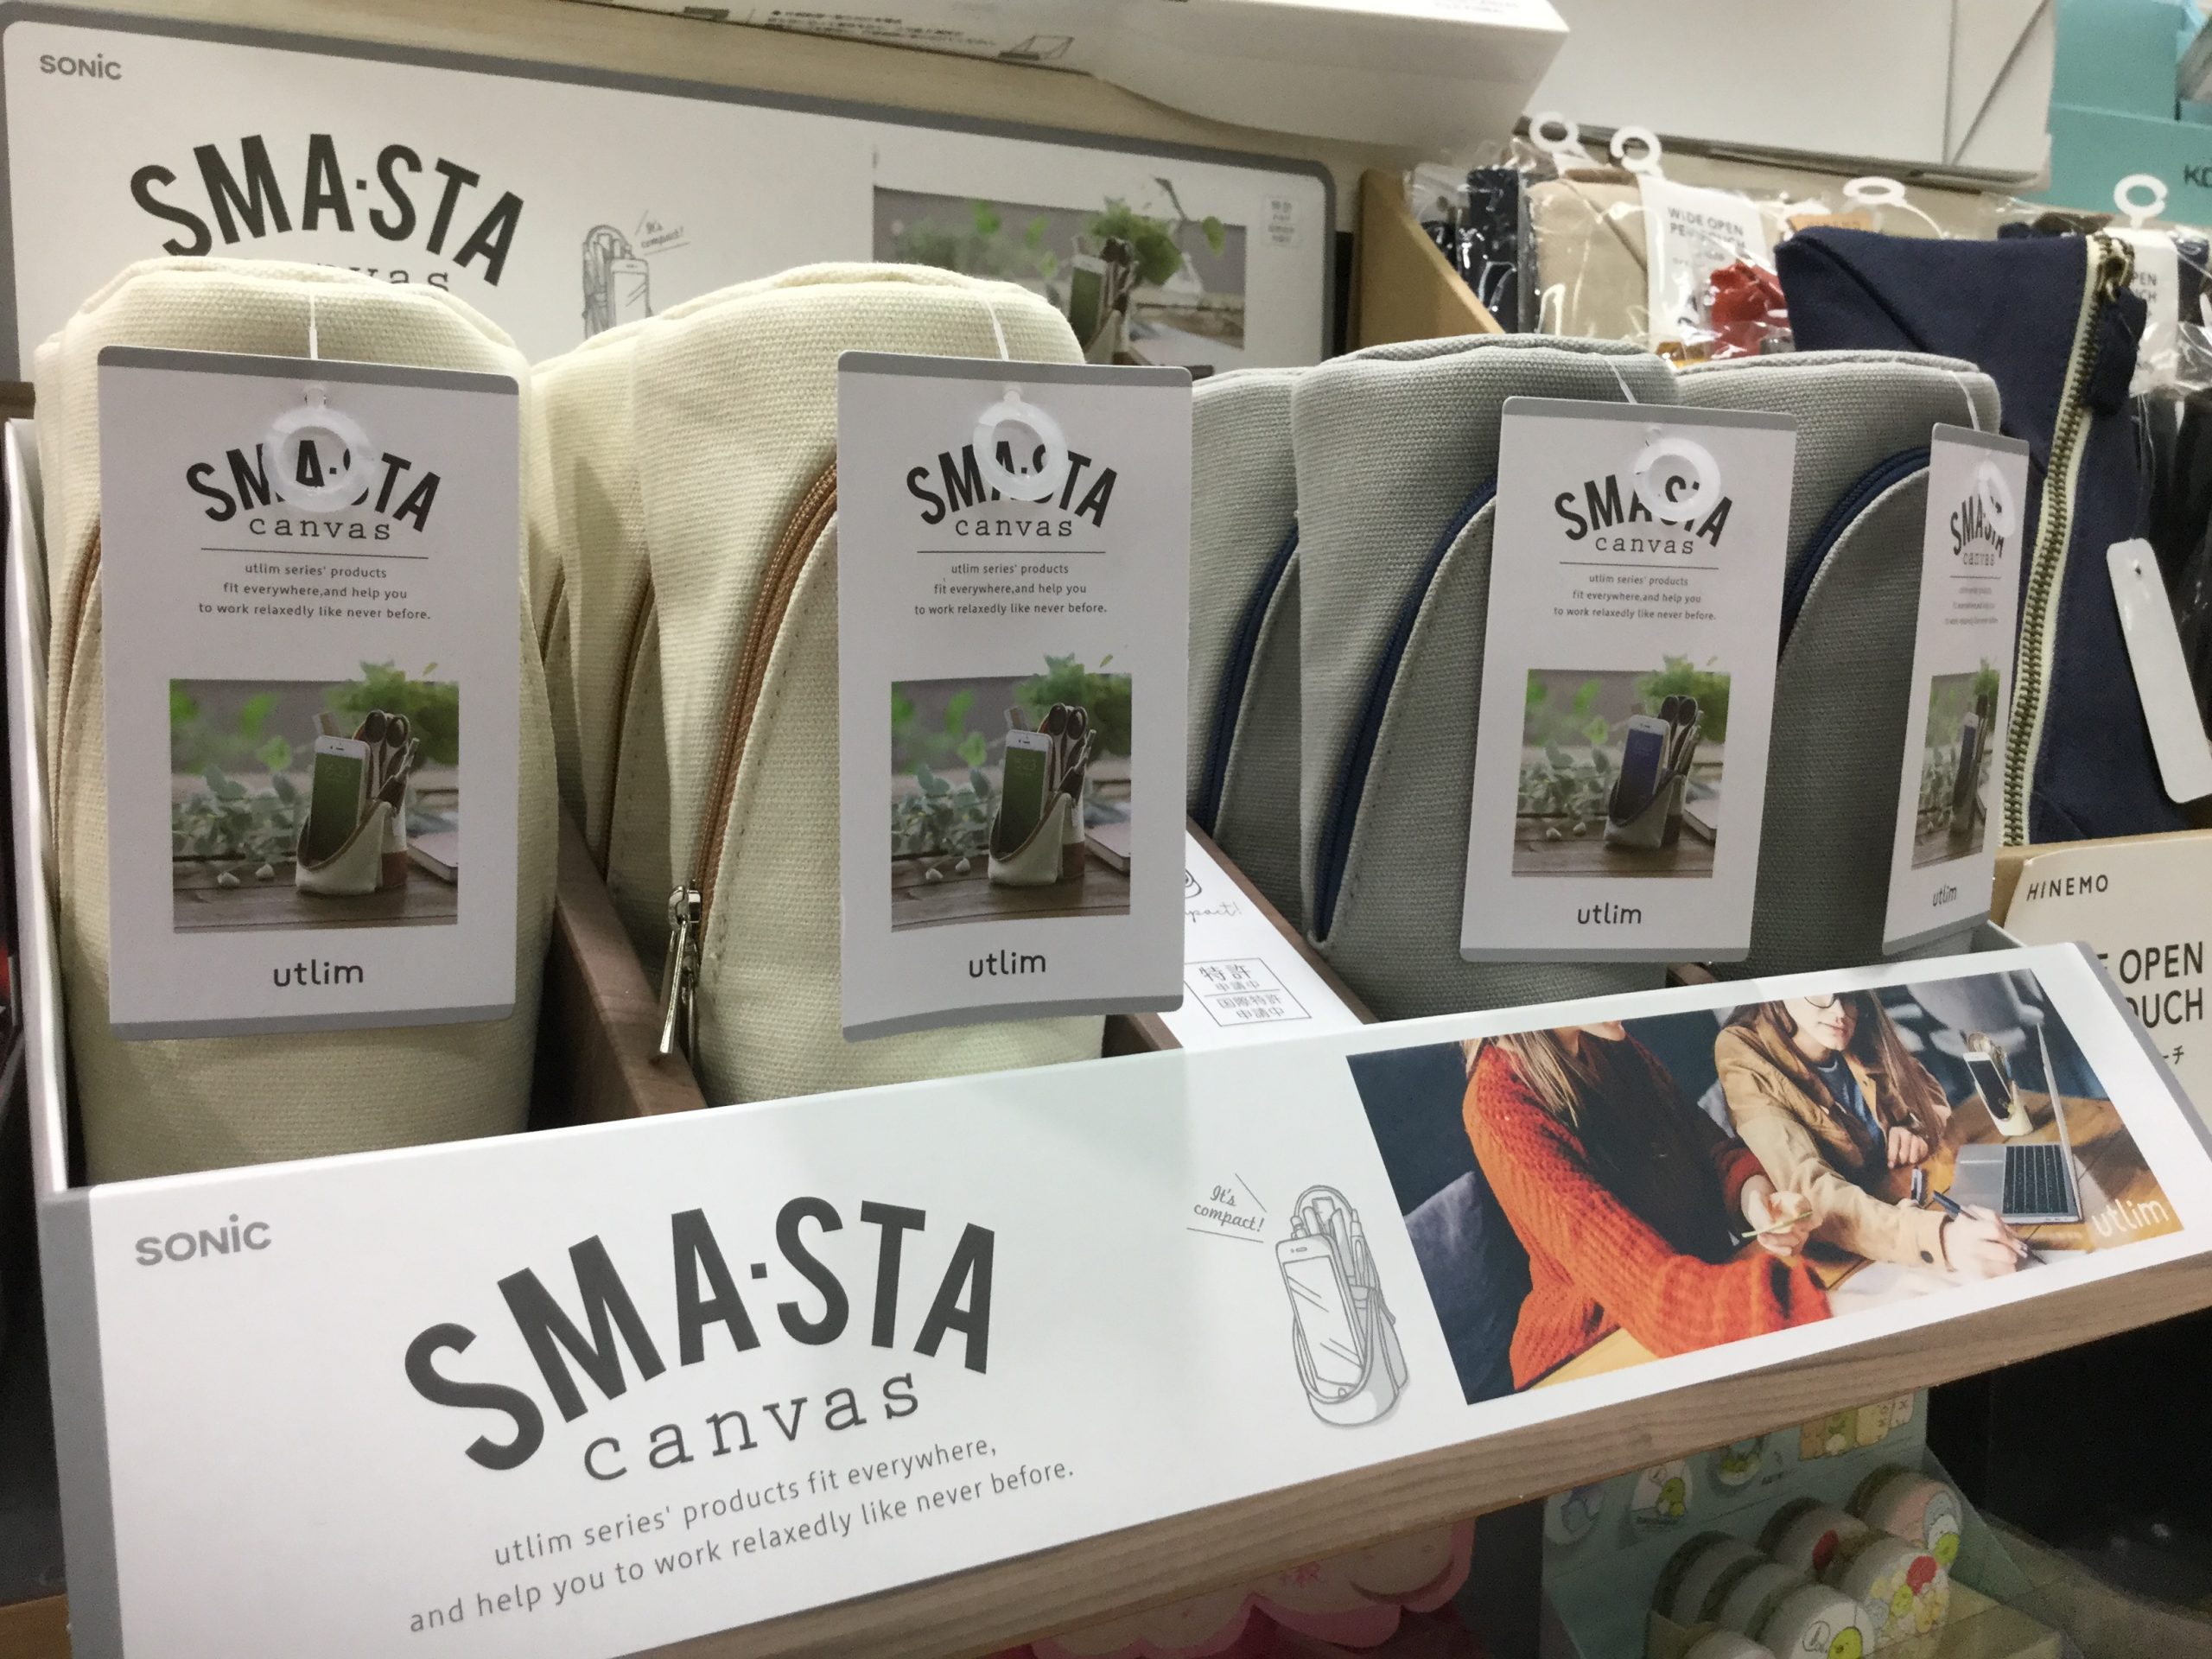 SONiC
SMA·STA
It's
compact!
WIDE OPEN
SMA·STA
canvas
utlim series' products
fit everywhere,and help you
to work relaxedly like never before.
utlim
SMA·STA
canvas
utlim series' products
fit everywhere,and help you
to work relaxedly like never before.
utlim
SMA·STA
canvas
utlim series' products
fit everywhere,and help you
to work relaxedly like never before.
utlim
SMA·STA
canvas
utlim
特許
申請中
国際特許
申請中
HINEMO
OPEN
SONiC
SMA·STA
canvas
utlim series' products fit everywhere,
and help you to work relaxedly like never before.
It's
compact!
utlim